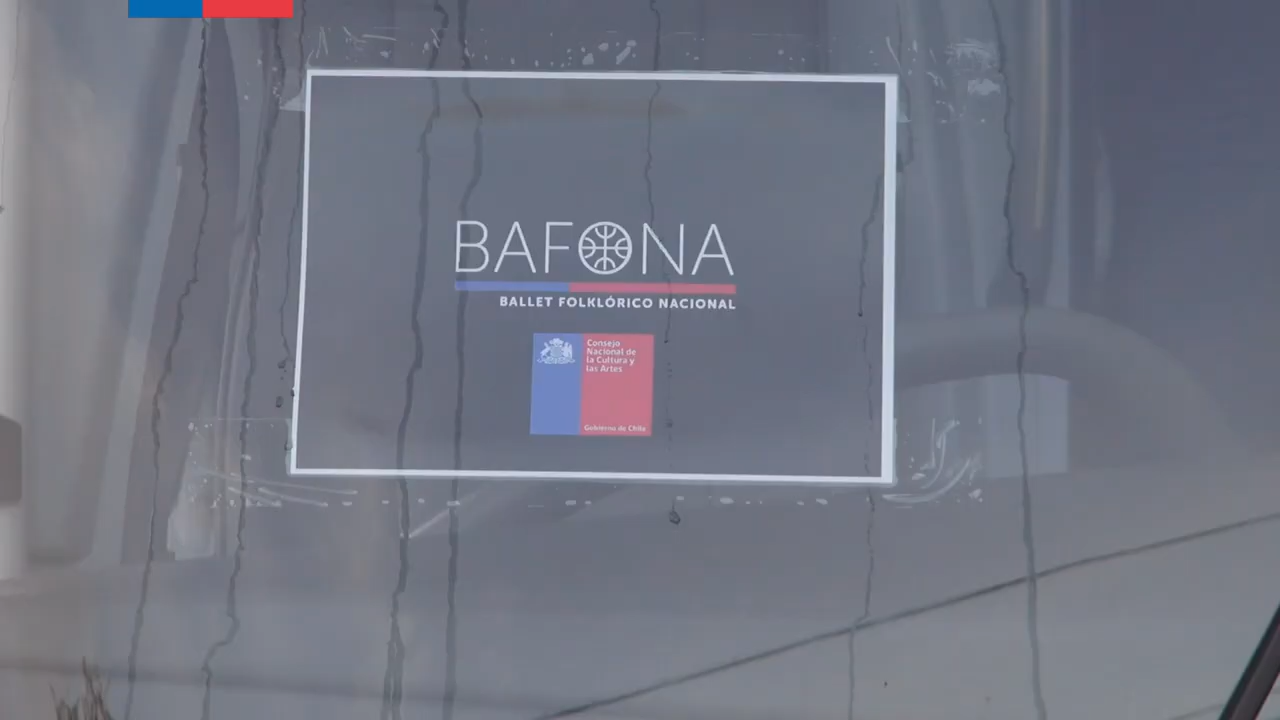 BAFONA
BALLET FOLKLÓRICO NACIONAL
Consejo
Nacional de
la Cultura y
las Artes
Gobierno de Chile